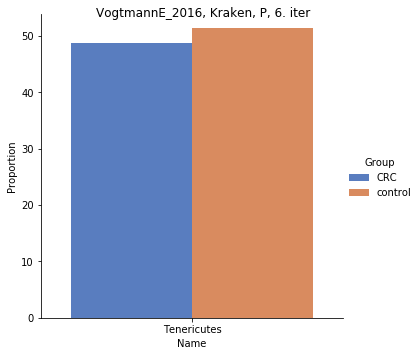 VogtmannE_2016, Kraken, P, 6. iter
50
40
30
20
10
0
Proportion
Tenericutes
Name
Group
CRC
control